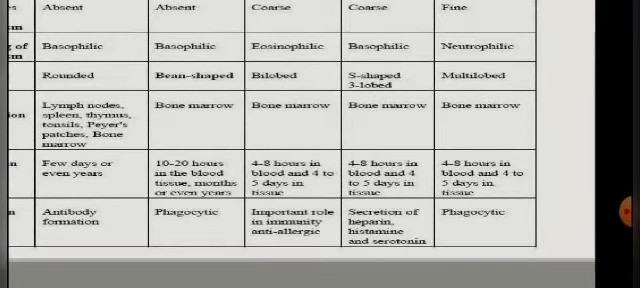 es Absent Absent Coarse Coarse Fine
sm
g of Basophilic Basophilic Eosinophilic Basophilic Neutrophilic
sm
Rounded Bean-shaped Bilobed S-shaped Multilobed
3-lobed
ion Lymph nodes, Bone marrow Bone marrow Bone marrow Bone marrow
spleen, thymus,
tonsils, Peyer's
patches, Bone
marrow
n Few days or 10-20 hours 4-8 hours in 4-8 hours in 4-8 hours in
even years in the blood blood and 4 to blood and 4 blood and 4 to
tissue, months 5 days in to 5 days in 5 days in
or even years tissue tissue tissue
n Antibody Phagocytic Important role Secretion of Phagocytic
formation in immunity heparin,
anti-allergic histamine
and serotonin